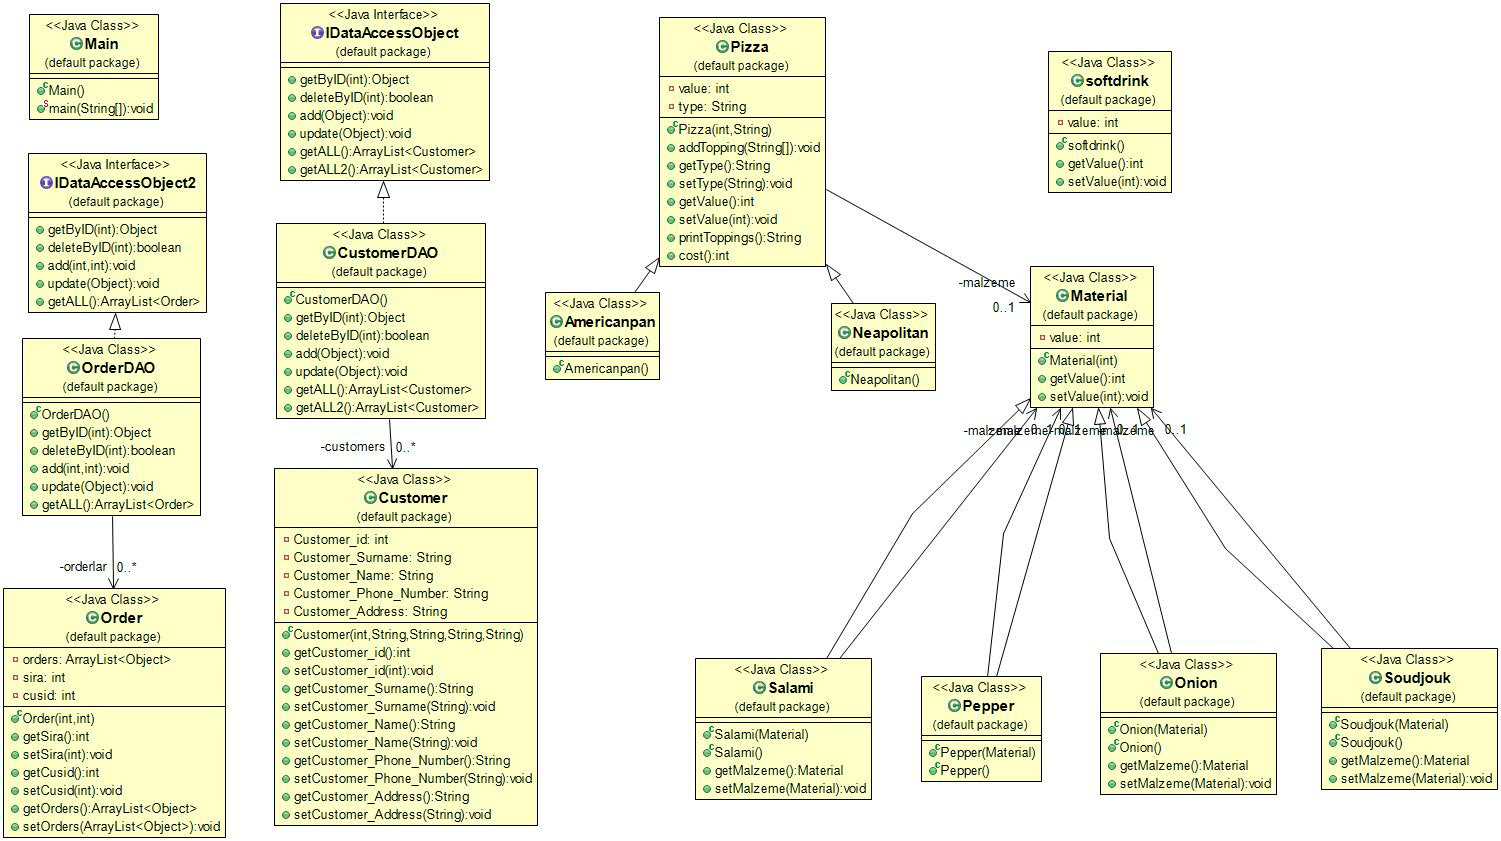 <<Java Class>>
Main
(default package)
Main()
main(String[]):void
<<Java Interface>>
IDataAccessObject
(default package)
getByID(int):Object
deleteByID(int):boolean
add(Object):void
update(Object):void
getALL():ArrayList<Customer>
getALL2():ArrayList<Customer>
<<Java Class>>
Pizza
(default package)
value: int
type: String
Pizza(int,String)
addTopping(String[]):void
getType():String
setType(String):void
getValue():int
setValue(int):void
printToppings():String
cost():int
<<Java Class>>
softdrink
(default package)
value: int
softdrink()
getValue():int
setValue(int):void
<<Java Interface>>
IDataAccessObject2
(default package)
getByID(int):Object
deleteByID(int):boolean
add(int,int):void
update(Object):void
getALL():ArrayList<Order>
<<Java Class>>
CustomerDAO
(default package)
CustomerDAO()
getByID(int):Object
deleteByID(int):boolean
add(Object):void
update(Object):void
getALL():ArrayList<Customer>
getALL2():ArrayList<Customer>
-malzeme
0..1
<<Java Class>>
Material
(default package)
value: int
Material(int)
getValue():int
setValue(int):void
<<Java Class>>
Americanpan
(default package)
Americanpan()
<<Java Class>>
Neapolitan
(default package)
Neapolitan()
<<Java Class>>
OrderDAO
(default package)
OrderDAO()
getByID(int):Object
deleteByID(int):boolean
add(int,int):void
update(Object):void
getALL():ArrayList<Order>
-customers 0..*
-malzeme 0..1
<<Java Class>>
Customer
(default package)
Customer_id: int
Customer_Surname: String
Customer_Name: String
Customer_Phone_Number: String
Customer_Address: String
Customer(int,String,String,String,String)
getCustomer_id():int
setCustomer_id(int):void
getCustomer_Surname():String
setCustomer_Surname(String):void
getCustomer_Name():String
setCustomer_Name(String):void
getCustomer_Phone_Number():String
setCustomer_Phone_Number(String):void
getCustomer_Address():String
setCustomer_Address(String):void
-orderlar 0..*
<<Java Class>>
Order
(default package)
orders: ArrayList<Object>
sira: int
cusid: int
Order(int,int)
getSira():int
setSira(int):void
getCusid():int
setCusid(int):void
getOrders():ArrayList<Object>
setOrders(ArrayList<Object>):void
<<Java Class>>
Salami
(default package)
Salami(Material)
Salami()
getMalzeme():Material
setMalzeme(Material):void
<<Java Class>>
Pepper
(default package)
Pepper(Material)
Pepper()
<<Java Class>>
Onion
(default package)
Onion(Material)
Onion()
getMalzeme():Material
setMalzeme(Material):void
<<Java Class>>
Soudjouk
(default package)
Soudjouk(Material)
Soudjouk()
getMalzeme():Material
setMalzeme(Material):void